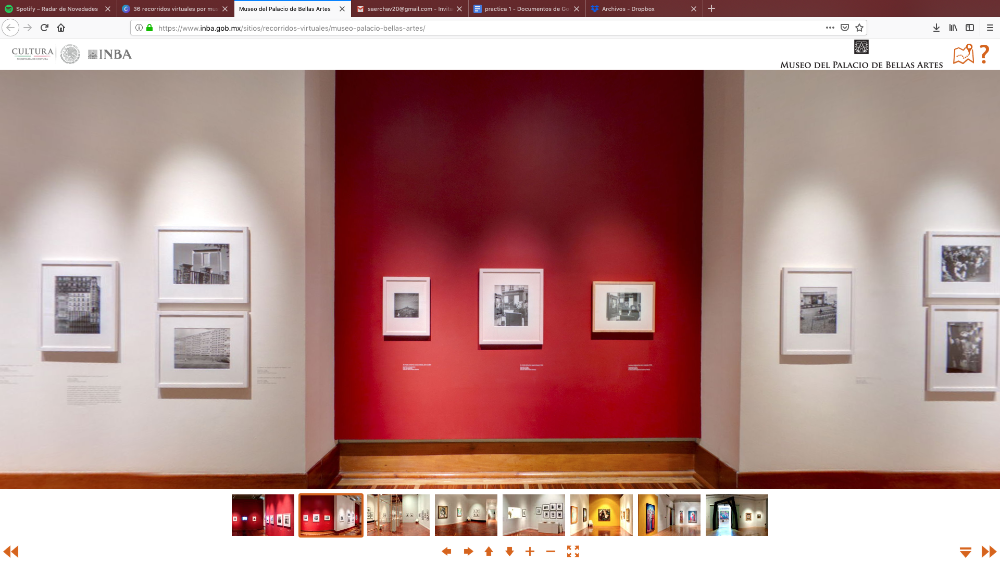 Spotify – Radar de Novedades
36 recorridos virtuales por mus
Museo del Palacio de Bellas Artes
saerchav20@gmail.com - Invita
practica 1 - Documentos de Go
Archivos - Dropbox
https://www.inba.gob.mx/sitios/recorridos-virtuales/museo-palacio-bellas-artes/
CULTURA
SECRETARÍA DE CULTURA
INBA
MUSEO DEL PALACIO DE BELLAS ARTES
?